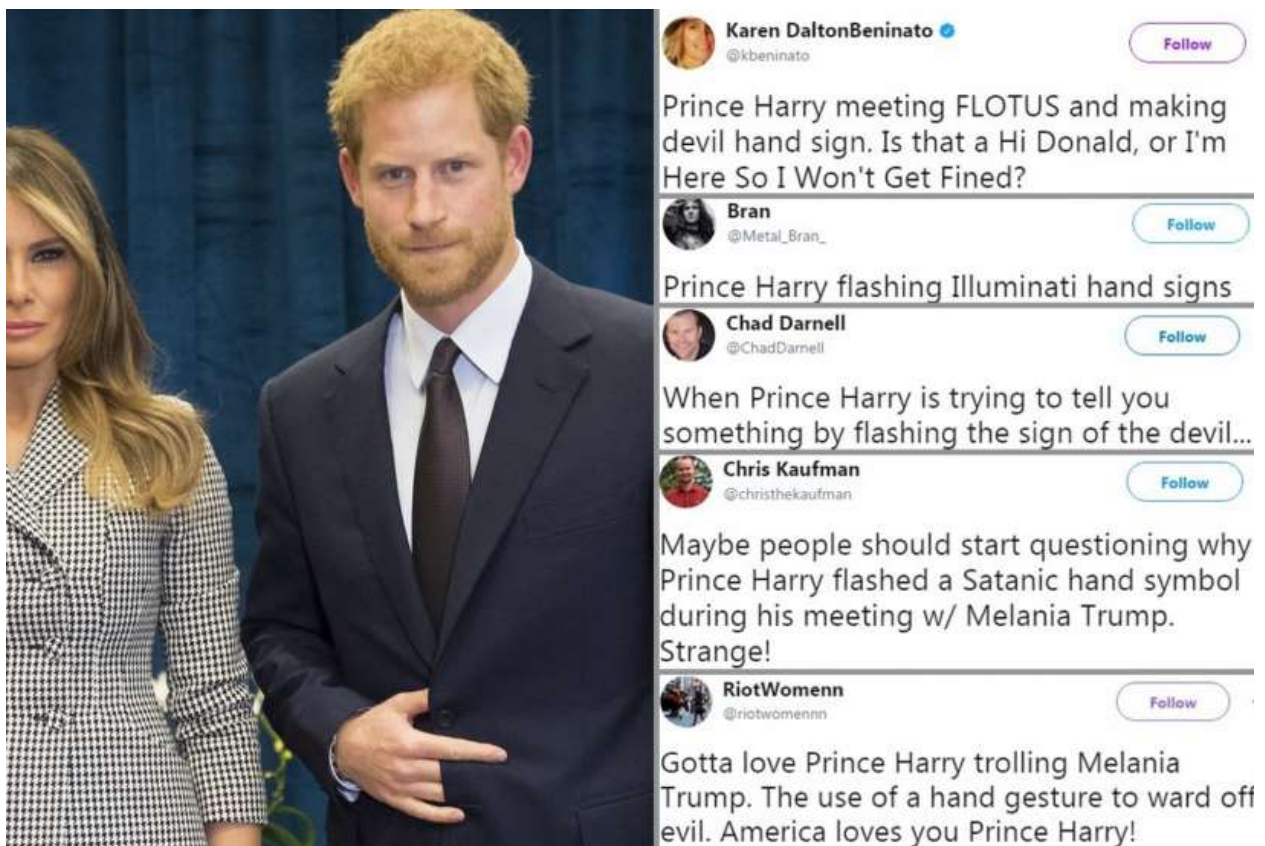 Karen DaltonBeninato
@kbeninato
Follow
Prince Harry meeting FLOTUS and making
devil hand sign. Is that a Hi Donald, or I'm
Here So I Won't Get Fined?
Bran
@Metal_Bran_
Follow
Prince Harry flashing Illuminati hand signs
Chad Darnell
@ChadDarnell
Follow
When Prince Harry is trying to tell you
something by flashing the sign of the devil...
Chris Kaufman
@christhekaufman
Follow
Maybe people should start questioning why
Prince Harry flashed a Satanic hand symbol
during his meeting w/ Melania Trump.
Strange!
RiotWomenn
@riotwomennn
Follow
Gotta love Prince Harry trolling Melania
Trump. The use of a hand gesture to ward off
evil. America loves you Prince Harry!